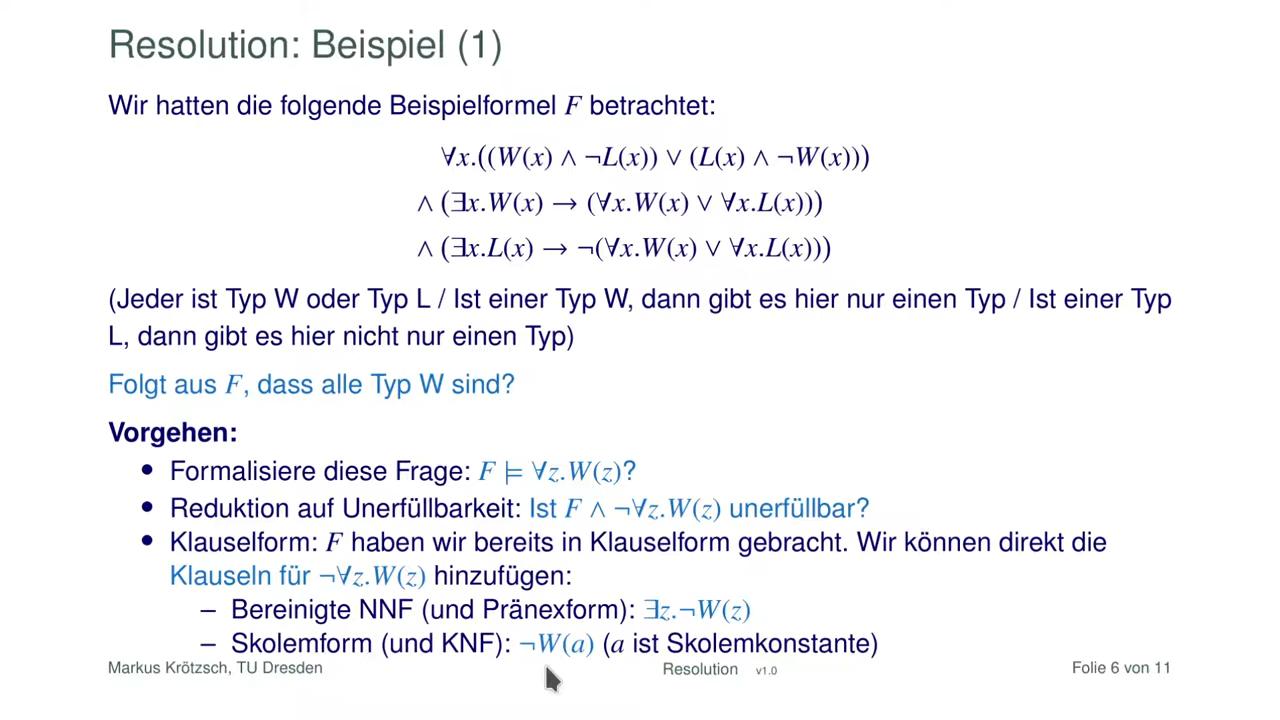 Resolution: Beispiel (1)
Wir hatten die folgende Beispielformel F betrachtet:
∀x.((W(x) ∧ ¬L(x)) ∨ (L(x) ∧ ¬W(x)))
∧ (∃x.W(x) → (∀x.W(x) ∨ ∀x.L(x)))
∧ (∃x.L(x) → ¬(∀x.W(x) ∨ ∀x.L(x)))
(Jeder ist Typ W oder Typ L / Ist einer Typ W, dann gibt es hier nur einen Typ / Ist einer Typ
L, dann gibt es hier nicht nur einen Typ)
Folgt aus F, dass alle Typ W sind?
Vorgehen:
• Formalisiere diese Frage: F ⊨ ∀z.W(z)?
• Reduktion auf Unerfüllbarkeit: Ist F ∧ ¬∀z.W(z) unerfüllbar?
• Klauselform: F haben wir bereits in Klauselform gebracht. Wir können direkt die
Klauseln für ¬∀z.W(z) hinzufügen:
– Bereinigte NNF (und Pränexform): ∃z.¬W(z)
– Skolemform (und KNF): ¬W(a) (a ist Skolemkonstante)
Markus Krötzsch, TU Dresden Resolution v1.0 Folie 6 von 11